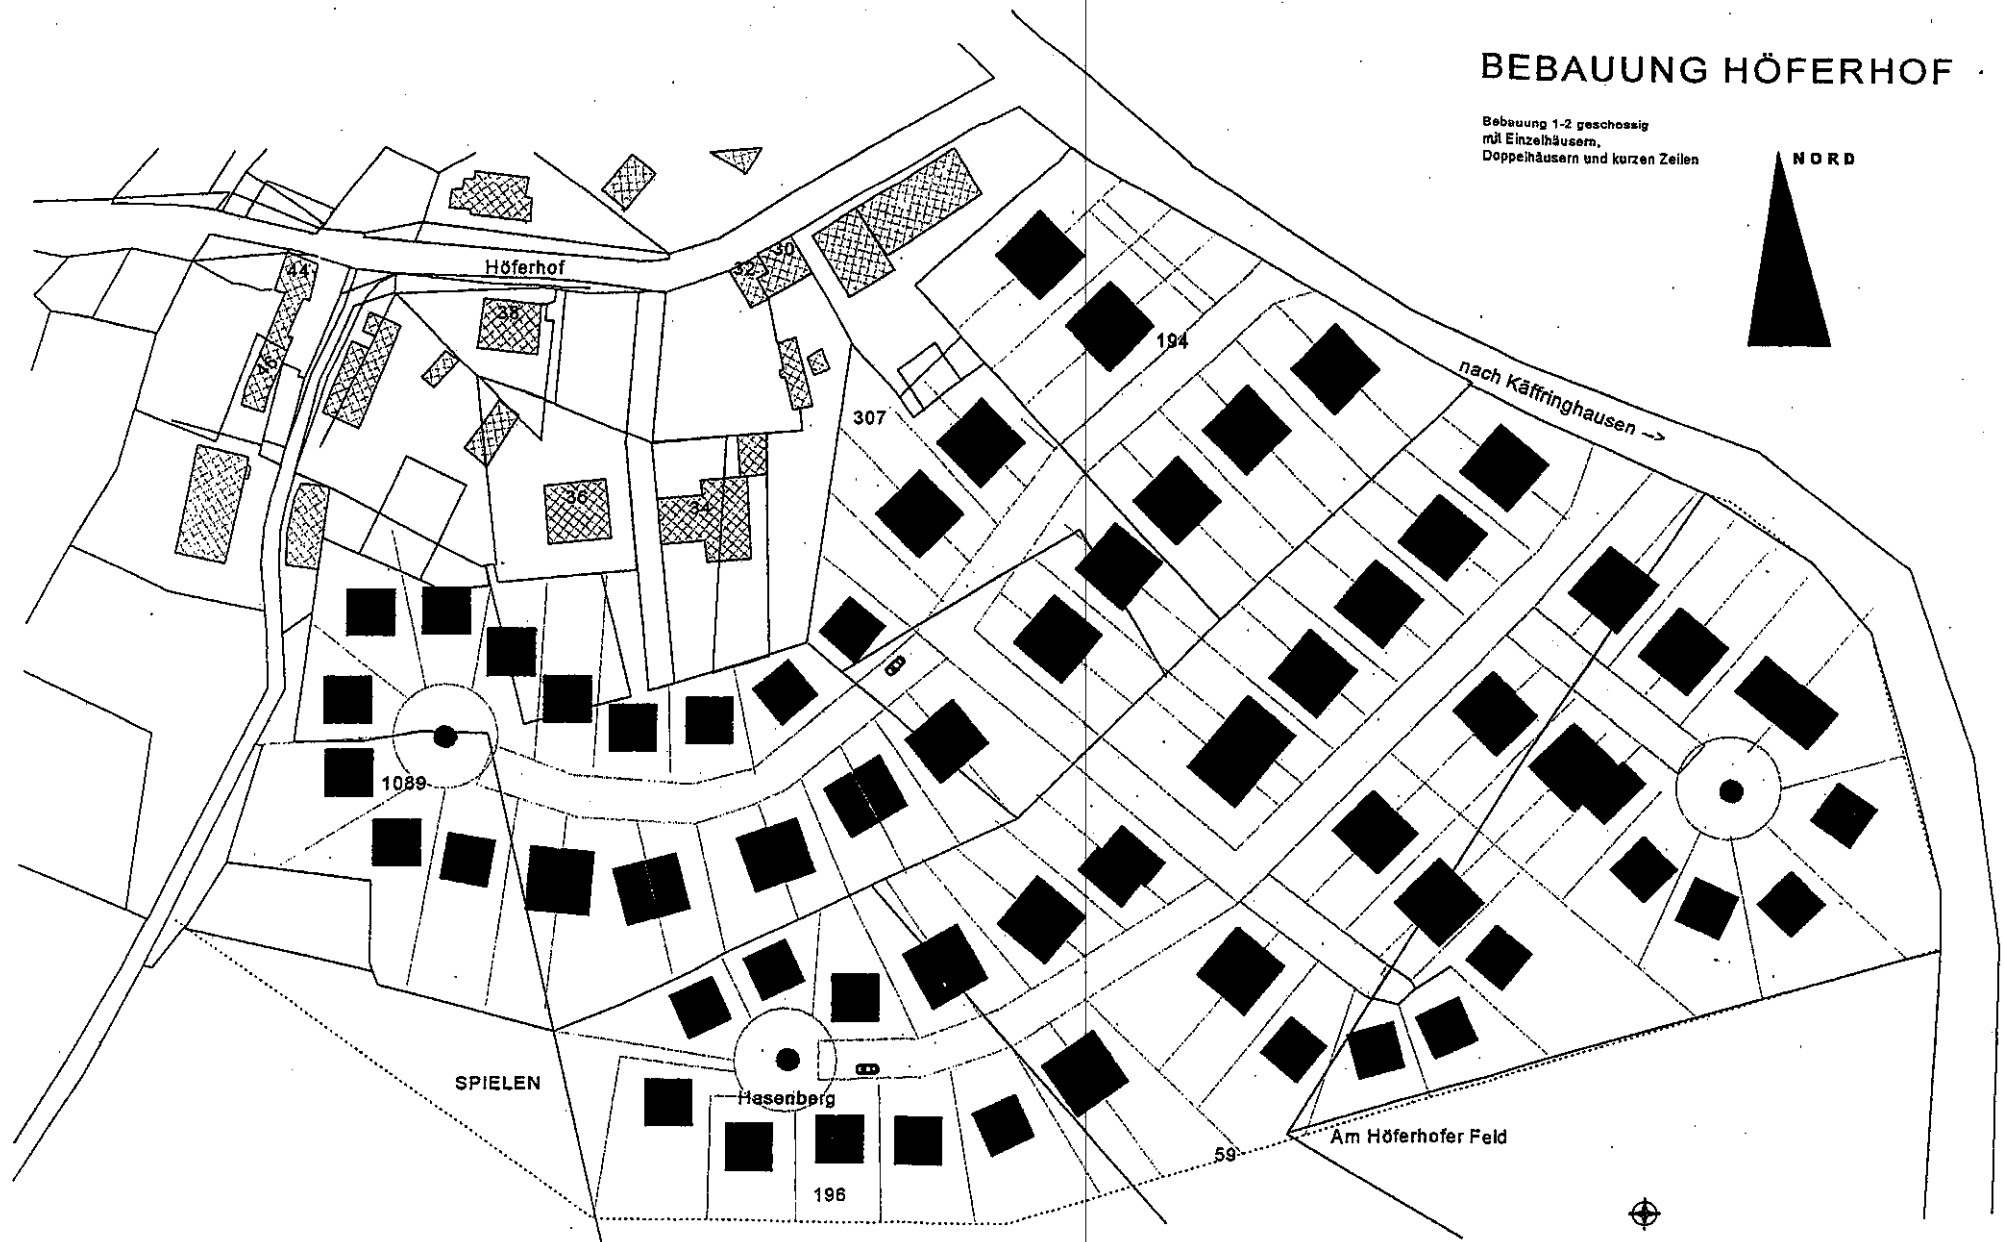 BEBAUUNG HÖFERHOF
Bebauung 1-2 geschossig
mit Einzelhäusern,
Doppelhäusern und kurzen Zeilen
NORD
30
32
44
Höferhof
38
194
46
nach Käffringhausen -->
307
36
34
1089
SPIELEN
Hasenberg
Am Höferhofer Feld
59
196